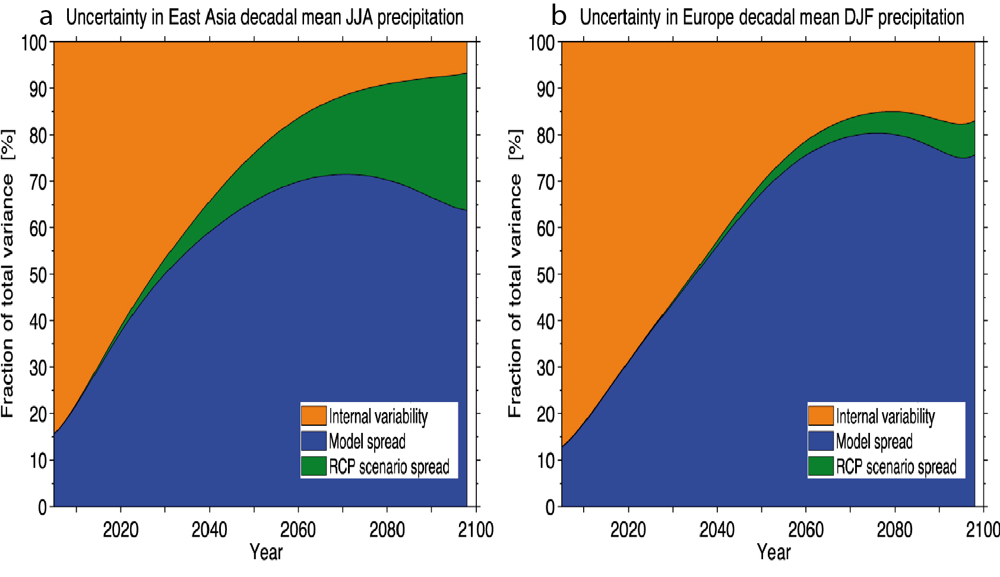 a Uncertainty in East Asia decadal mean JJA precipitation
Fraction of total variance [%]
100
90
80
70
60
50
40
30
20
10
0
Internal variability
Model spread
RCP scenario spread
2020 2040 2060 2080 2100
Year
b Uncertainty in Europe decadal mean DJF precipitation
Fraction of total variance [%]
100
90
80
70
60
50
40
30
20
10
0
Internal variability
Model spread
RCP scenario spread
2020 2040 2060 2080 2100
Year